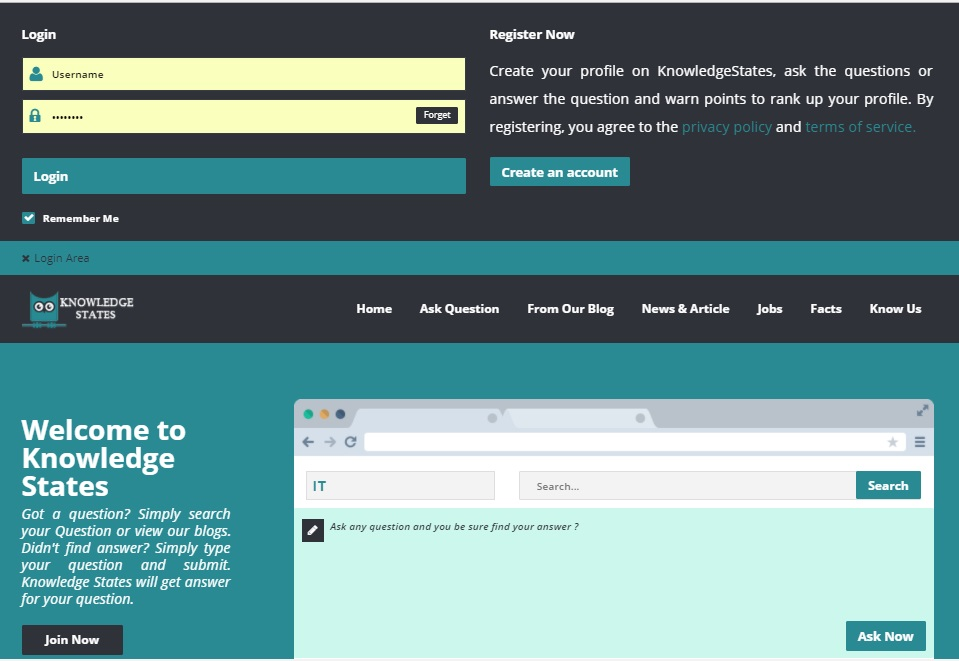 Login
Username
••••••••
Forget
Login
Remember Me
Register Now
Create your profile on KnowledgeStates, ask the questions or
answer the question and warn points to rank up your profile. By
registering, you agree to the privacy policy and terms of service.
Create an account
Login Area
KNOWLEDGE
STATES
Home Ask Question From Our Blog News & Article Jobs Facts Know Us
Welcome to
Knowledge
States
Got a question? Simply search
your Question or view our blogs.
Didn't find answer? Simply type
your question and submit.
Knowledge States will get answer
for your question.
Join Now
IT
Search...
Search
Ask any question and you be sure find your answer ?
Ask Now